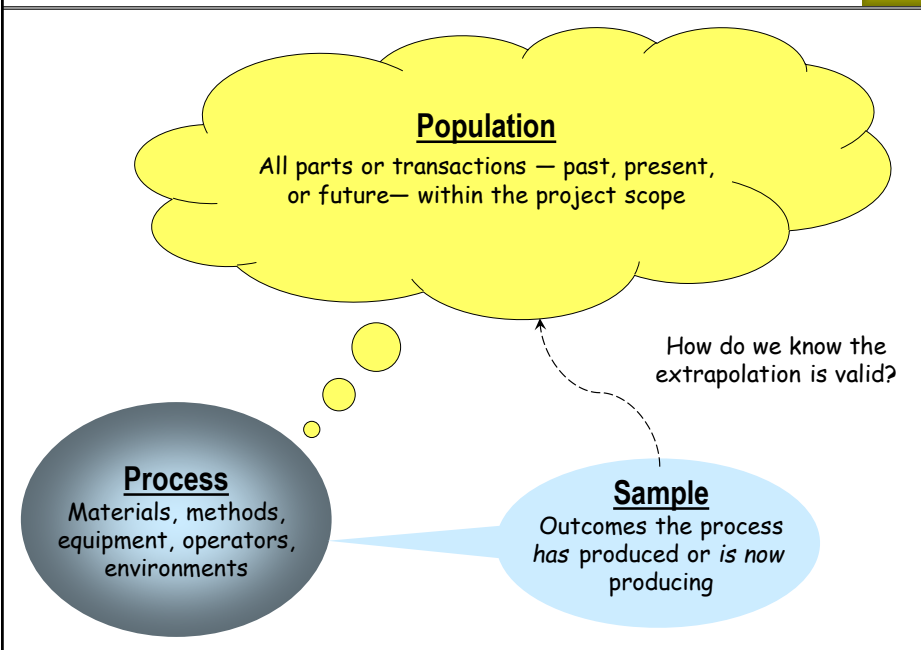 Population
All parts or transactions — past, present,
or future— within the project scope
How do we know the
extrapolation is valid?
Process
Materials, methods,
equipment, operators,
environments
Sample
Outcomes the process
has produced or is now
producing